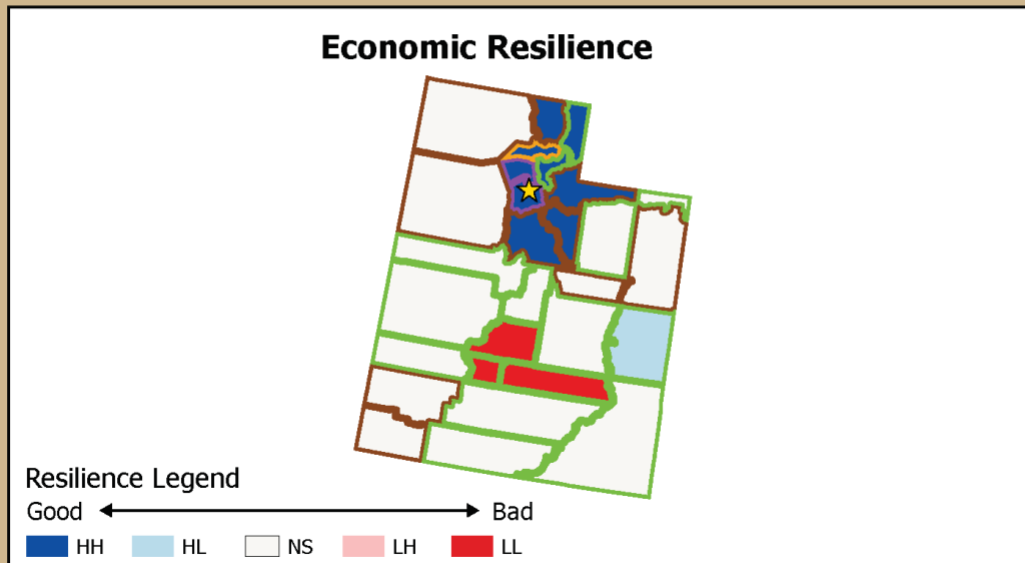 Economic Resilience
Resilience Legend
Good Bad
HH HL NS LH LL